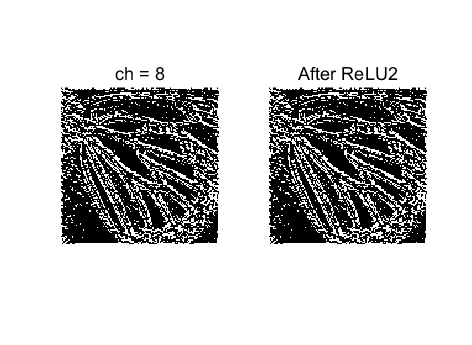 ch = 8
After ReLU2